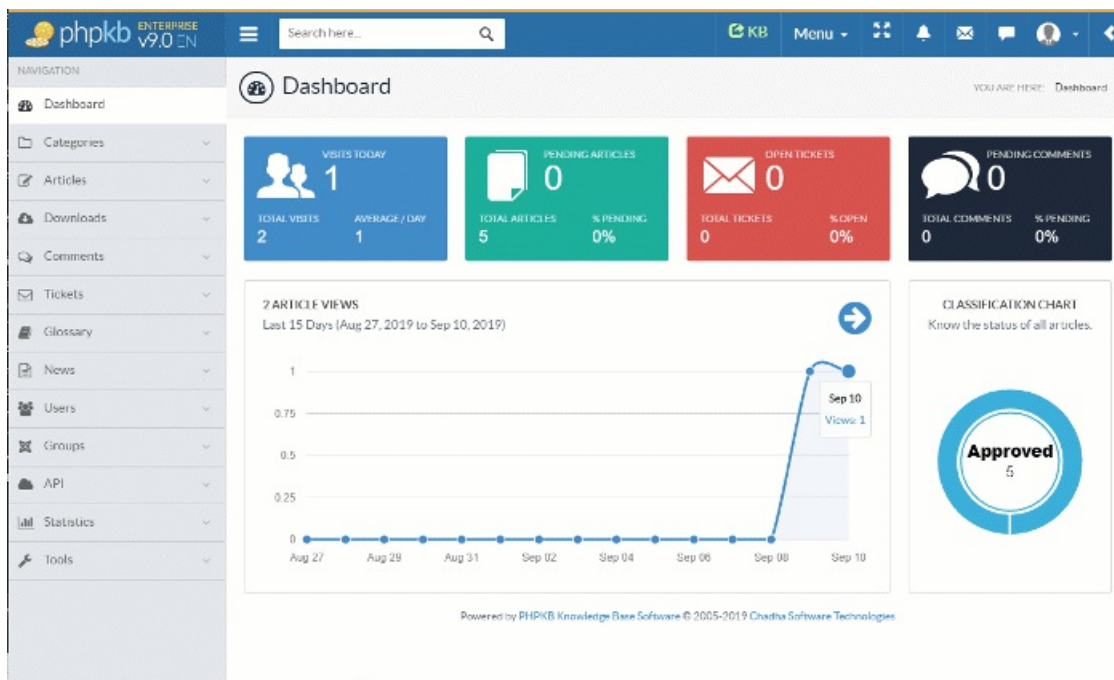 phpkb ENTERPRISE v9.0 EN
Search here...
KB
Menu
NAVIGATION
Dashboard
Categories
Articles
Downloads
Comments
Tickets
Glossary
News
Users
Groups
API
Statistics
Tools
Dashboard
YOU ARE HERE: Dashboard
VISITS TODAY
1
TOTAL VISITS AVERAGE / DAY
2 1
PENDING ARTICLES
0
TOTAL ARTICLES % PENDING
5 0%
OPEN TICKETS
0
TOTAL TICKETS % OPEN
0 0%
PENDING COMMENTS
0
TOTAL COMMENTS % PENDING
0 0%
2 ARTICLE VIEWS
Last 15 Days (Aug 27, 2019 to Sep 10, 2019)
1
0.75
0.5
0.25
0
Sep 10
Views: 1
Aug 27 Aug 29 Aug 31 Sep 02 Sep 04 Sep 06 Sep 08 Sep 10
CLASSIFICATION CHART
Know the status of all articles.
Approved
5
Powered by PHPKB Knowledge Base Software © 2005-2019 Chadha Software Technologies